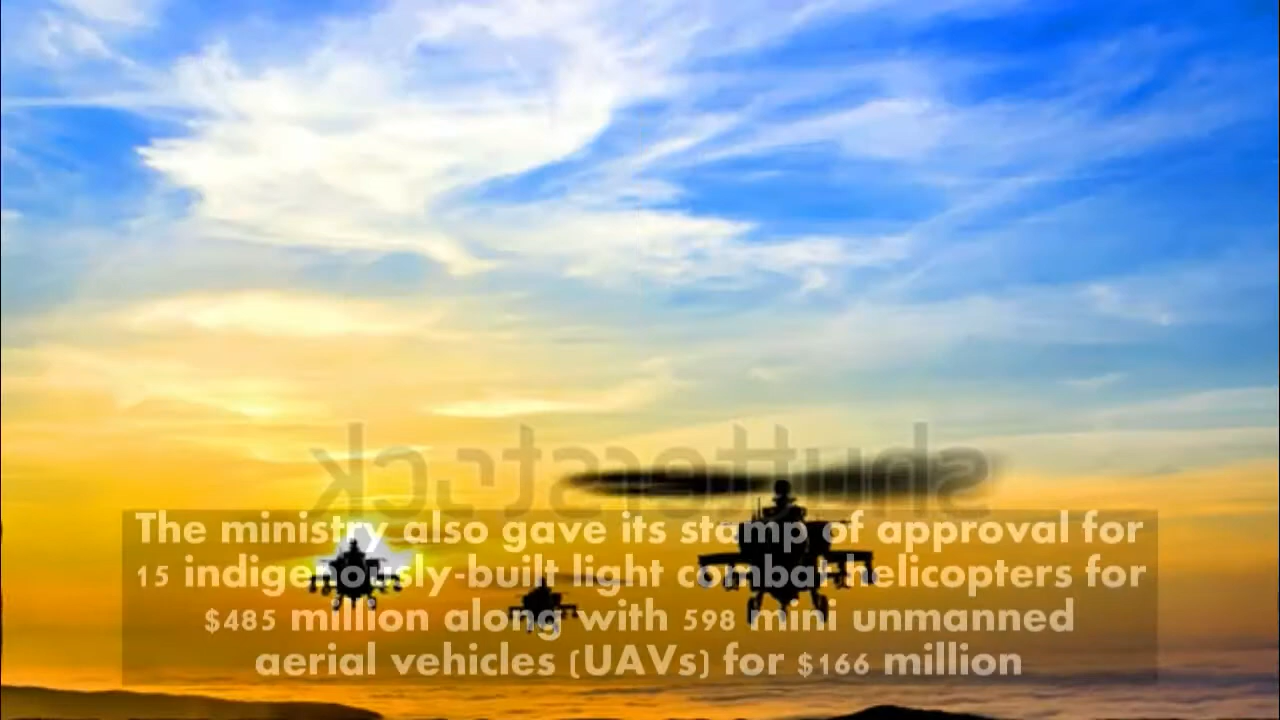 shutterstock
The ministry also gave its stamp of approval for
15 indigenously-built light combat helicopters for
$485 million along with 598 mini unmanned
aerial vehicles (UAVs) for $166 million